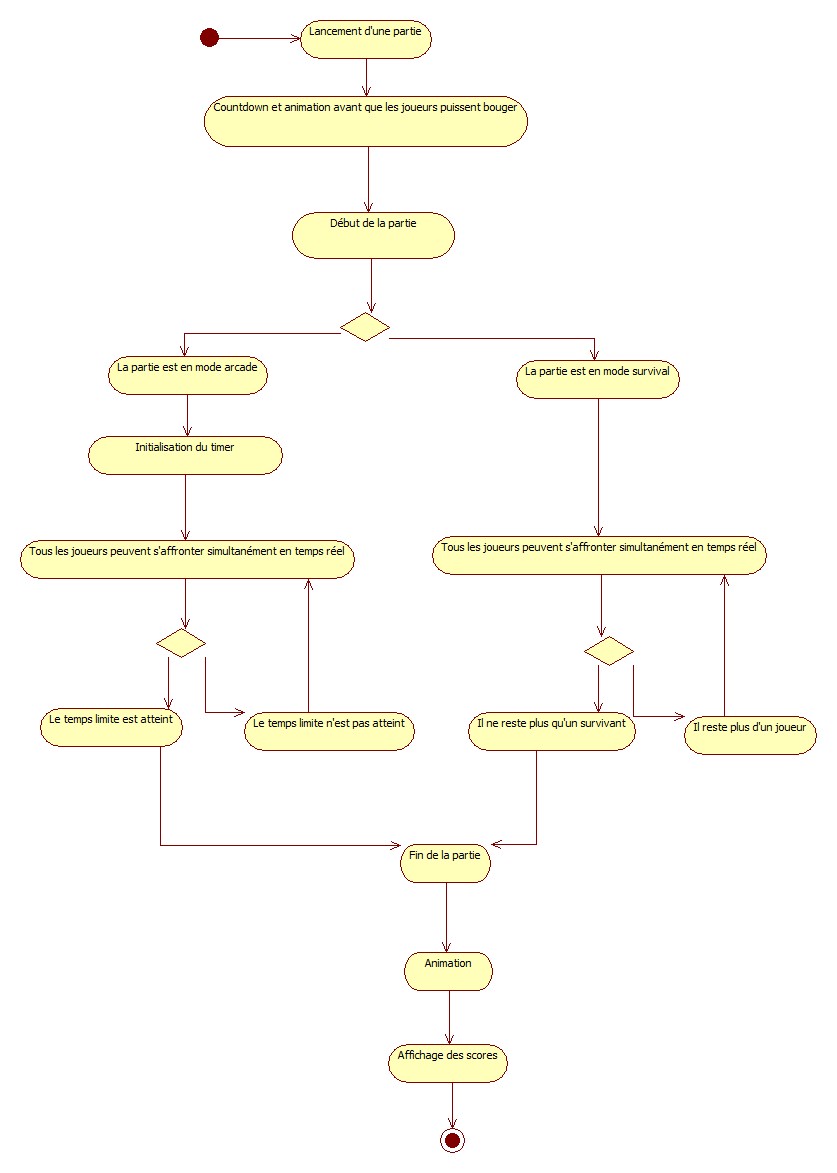 Lancement d'une partie
Countdown et animation avant que les joueurs puissent bouger
Début de la partie
La partie est en mode arcade
La partie est en mode survival
Initialisation du timer
Tous les joueurs peuvent s'affronter simultanément en temps réel
Tous les joueurs peuvent s'affronter simultanément en temps réel
Le temps limite est atteint
Le temps limite n'est pas atteint
Il ne reste plus qu'un survivant
Il reste plus d'un joueur
Fin de la partie
Animation
Affichage des scores